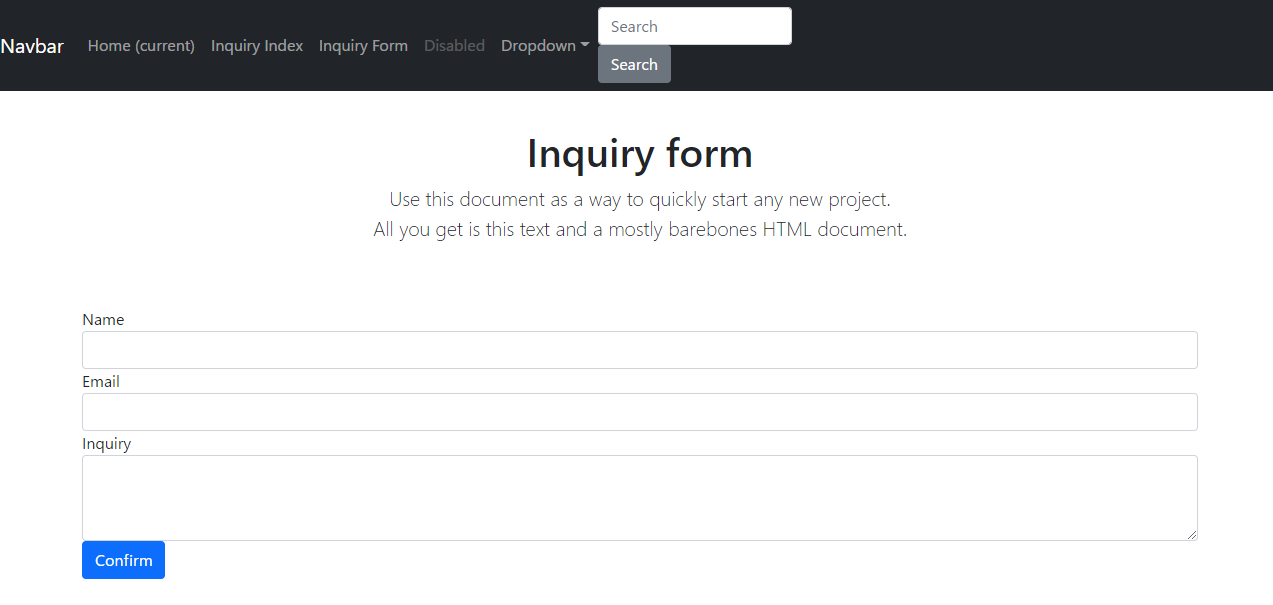 Navbar Home (current) Inquiry Index Inquiry Form Disabled Dropdown
Search
Search
Inquiry form
Use this document as a way to quickly start any new project.
All you get is this text and a mostly barebones HTML document.
Name
Email
Inquiry
Confirm